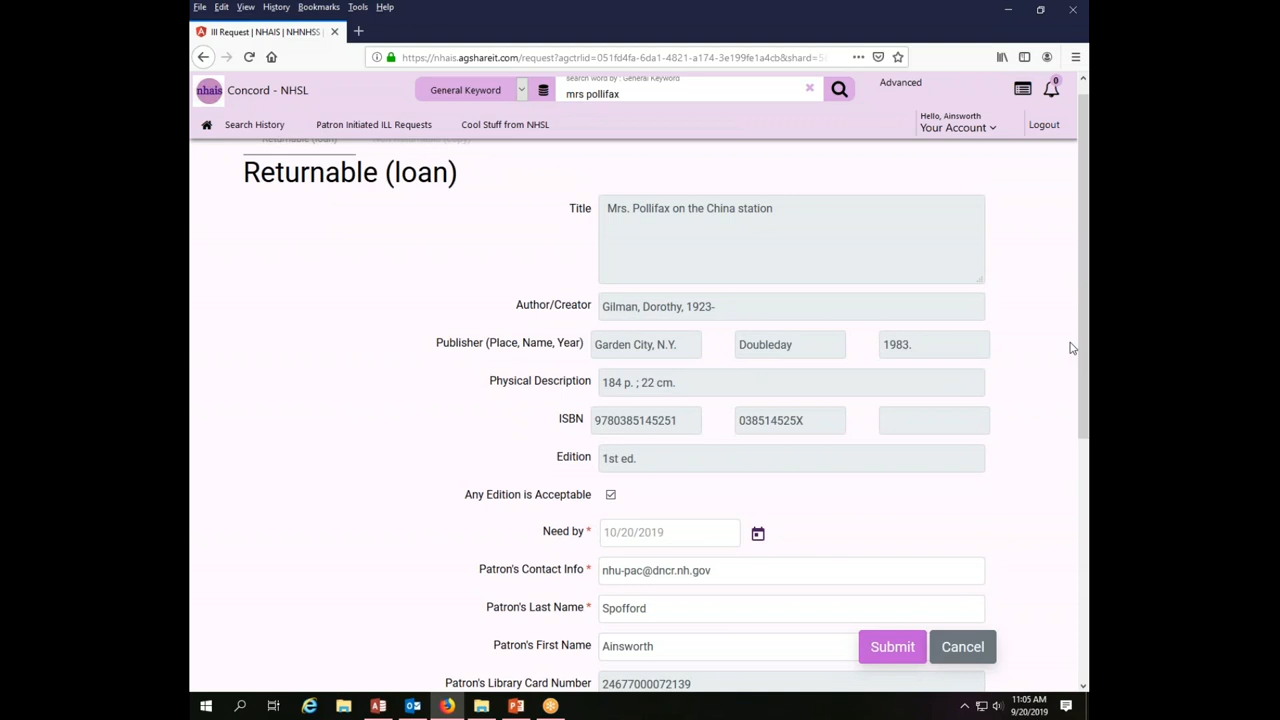 File Edit View History Bookmarks Tools Help
Ill Request | NHAIS | NHNHSS
https://nhais.agshareit.com/request?agctrlid=051fd4fa-6da1-4821-a174-3e199fe1a4cb&shard=5
nhais Concord - NHSL General Keyword search word by : General Keyword Advanced 0
mrs pollifax
Search History Patron Initiated ILL Requests Cool Stuff from NHSL Hello, Ainsworth
Your Account Logout
Returnable (loan)
Returnable (loan)
Title Mrs. Pollifax on the China station
Author/Creator Gilman, Dorothy, 1923-
Publisher (Place, Name, Year) Garden City, N.Y. Doubleday 1983.
Physical Description 184 p. ; 22 cm.
ISBN 9780385145251 038514525X
Edition 1st ed.
Any Edition is Acceptable
Need by * 10/20/2019
Patron's Contact Info * nhu-pac@dncr.nh.gov
Patron's Last Name * Spofford
Patron's First Name Ainsworth
Submit Cancel
Patron's Library Card Number 24677000072139
11:05 AM
9/20/2019